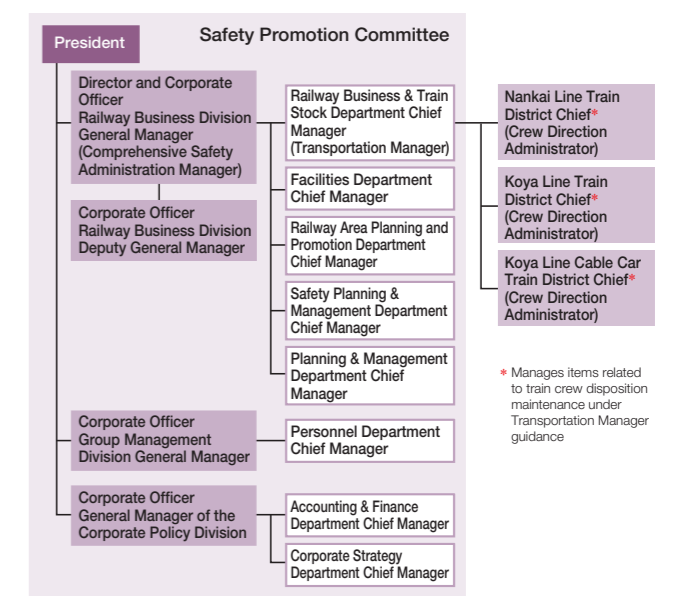 Safety Promotion Committee
President
Director and Corporate
Officer
Railway Business Division
General Manager
(Comprehensive Safety
Administration Manager)
Corporate Officer
Railway Business Division
Deputy General Manager
Railway Business & Train
Stock Department Chief
Manager
(Transportation Manager)
Facilities Department
Chief Manager
Railway Area Planning and
Promotion Department
Chief Manager
Safety Planning &
Management Department
Chief Manager
Planning & Management
Department Chief
Manager
Nankai Line Train
District Chief*
(Crew Direction
Administrator)
Koya Line Train
District Chief*
(Crew Direction
Administrator)
Koya Line Cable Car
Train District Chief*
(Crew Direction
Administrator)
* Manages items related
to train crew disposition
maintenance under
Transportation Manager
guidance
Corporate Officer
Group Management
Division General Manager
Personnel Department
Chief Manager
Corporate Officer
General Manager of the
Corporate Policy Division
Accounting & Finance
Department Chief Manager
Corporate Strategy
Department Chief Manager